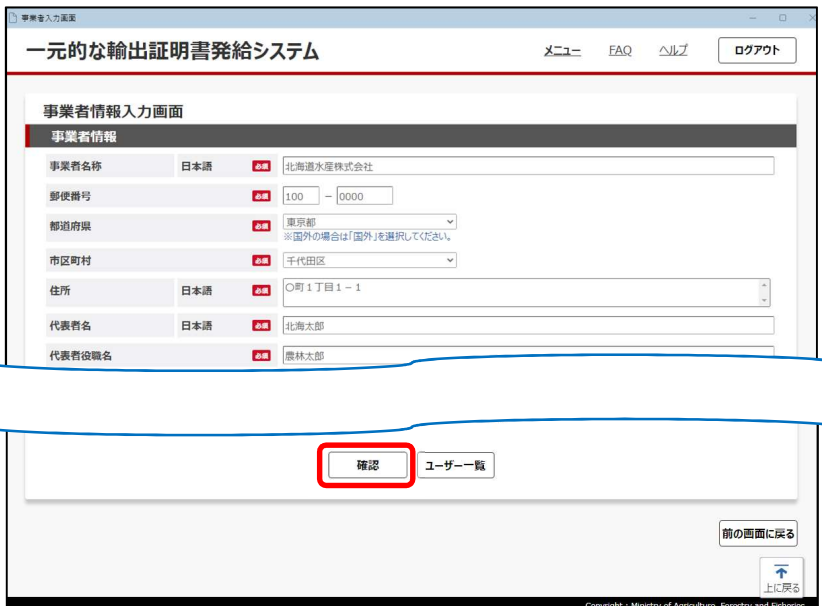 事業者入力画面
一元的な輸出証明書発給システム メニュー FAQ ヘルプ ログアウト
事業者情報入力画面
事業者情報
事業者名称 日本語 必須 北海道水産株式会社
郵便番号 必須 100 － 0000
都道府県 必須 東京都
※国外の場合は「国外」を選択してください。
市区町村 必須 千代田区
住所 日本語 必須 〇町１丁目１－１
代表者名 日本語 必須 北海太郎
代表者役職名 必須 農林太郎
確認 ユーザー一覧
前の画面に戻る
上に戻る
Copyright : Ministry of Agriculture, Forestry and Fisheries